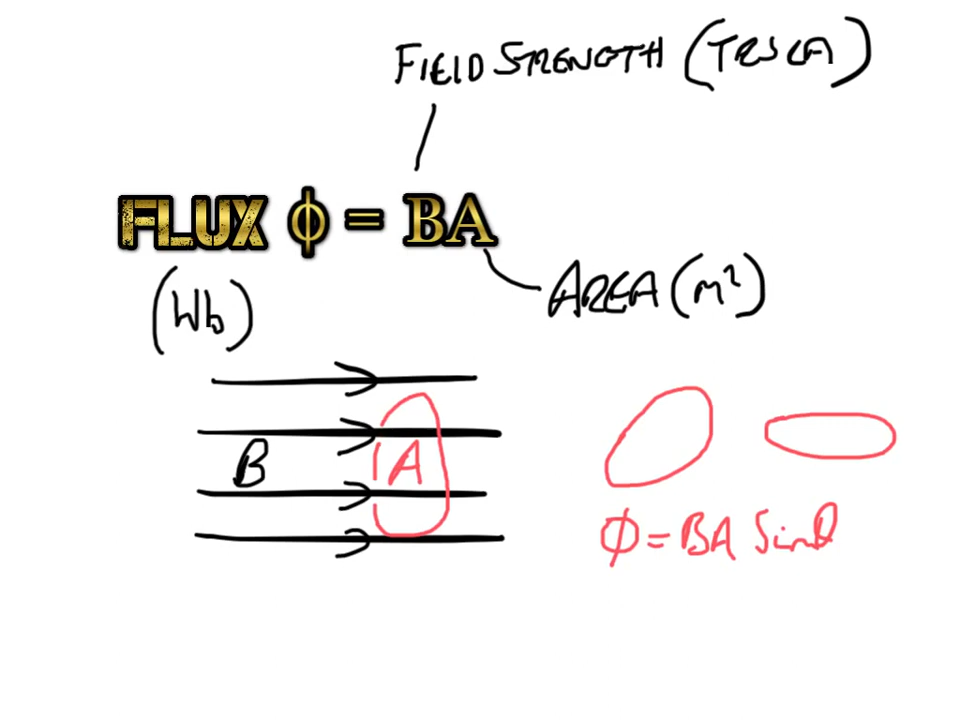 FIELD STRENGTH (TESLA)
FLUX ϕ = BA
AREA (m²)
(Wb)
B
A
ϕ = BA Sinθ